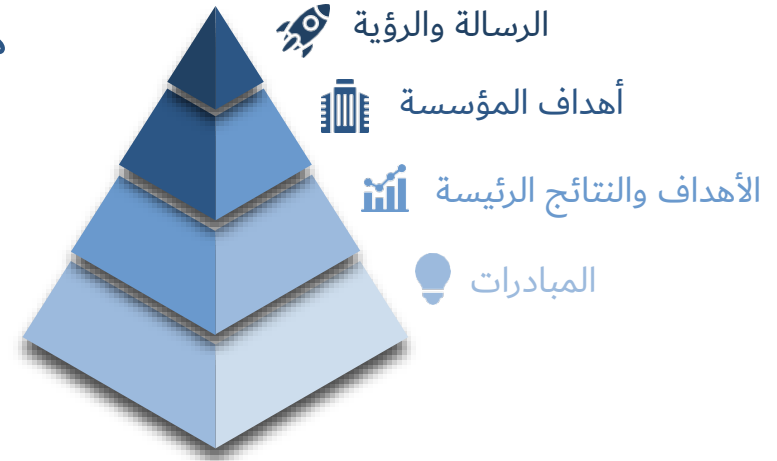 الرسالة والرؤية
أهداف المؤسسة
الأهداف والنتائج الرئيسة
المبادرات